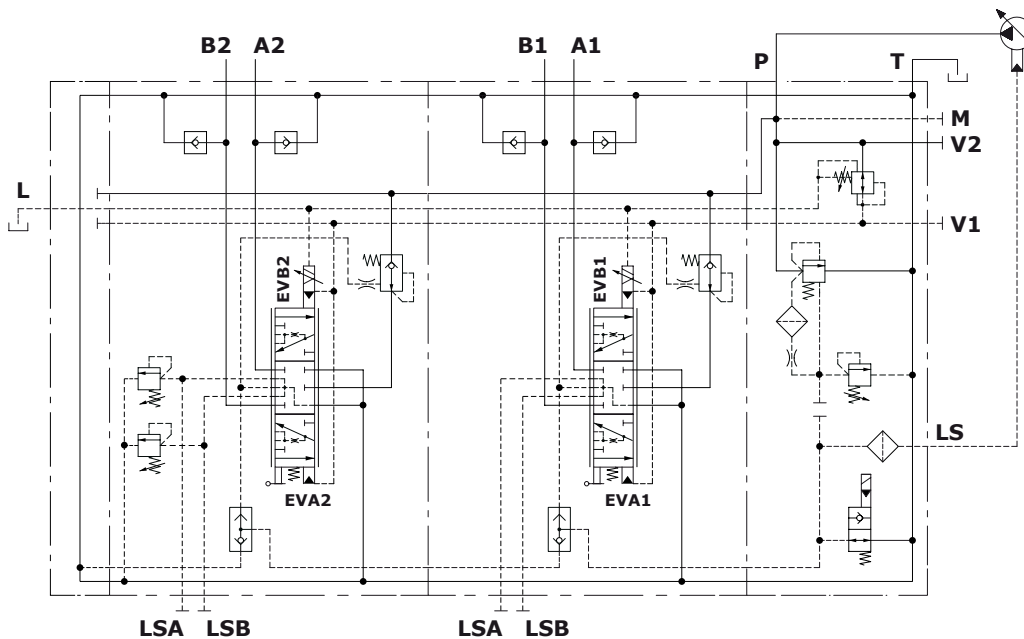 B2 A2 B1 A1 P T
M
V2
L
V1
EVB2
EVB1
LS
EVA2 EVA1
LSA LSB LSA LSB